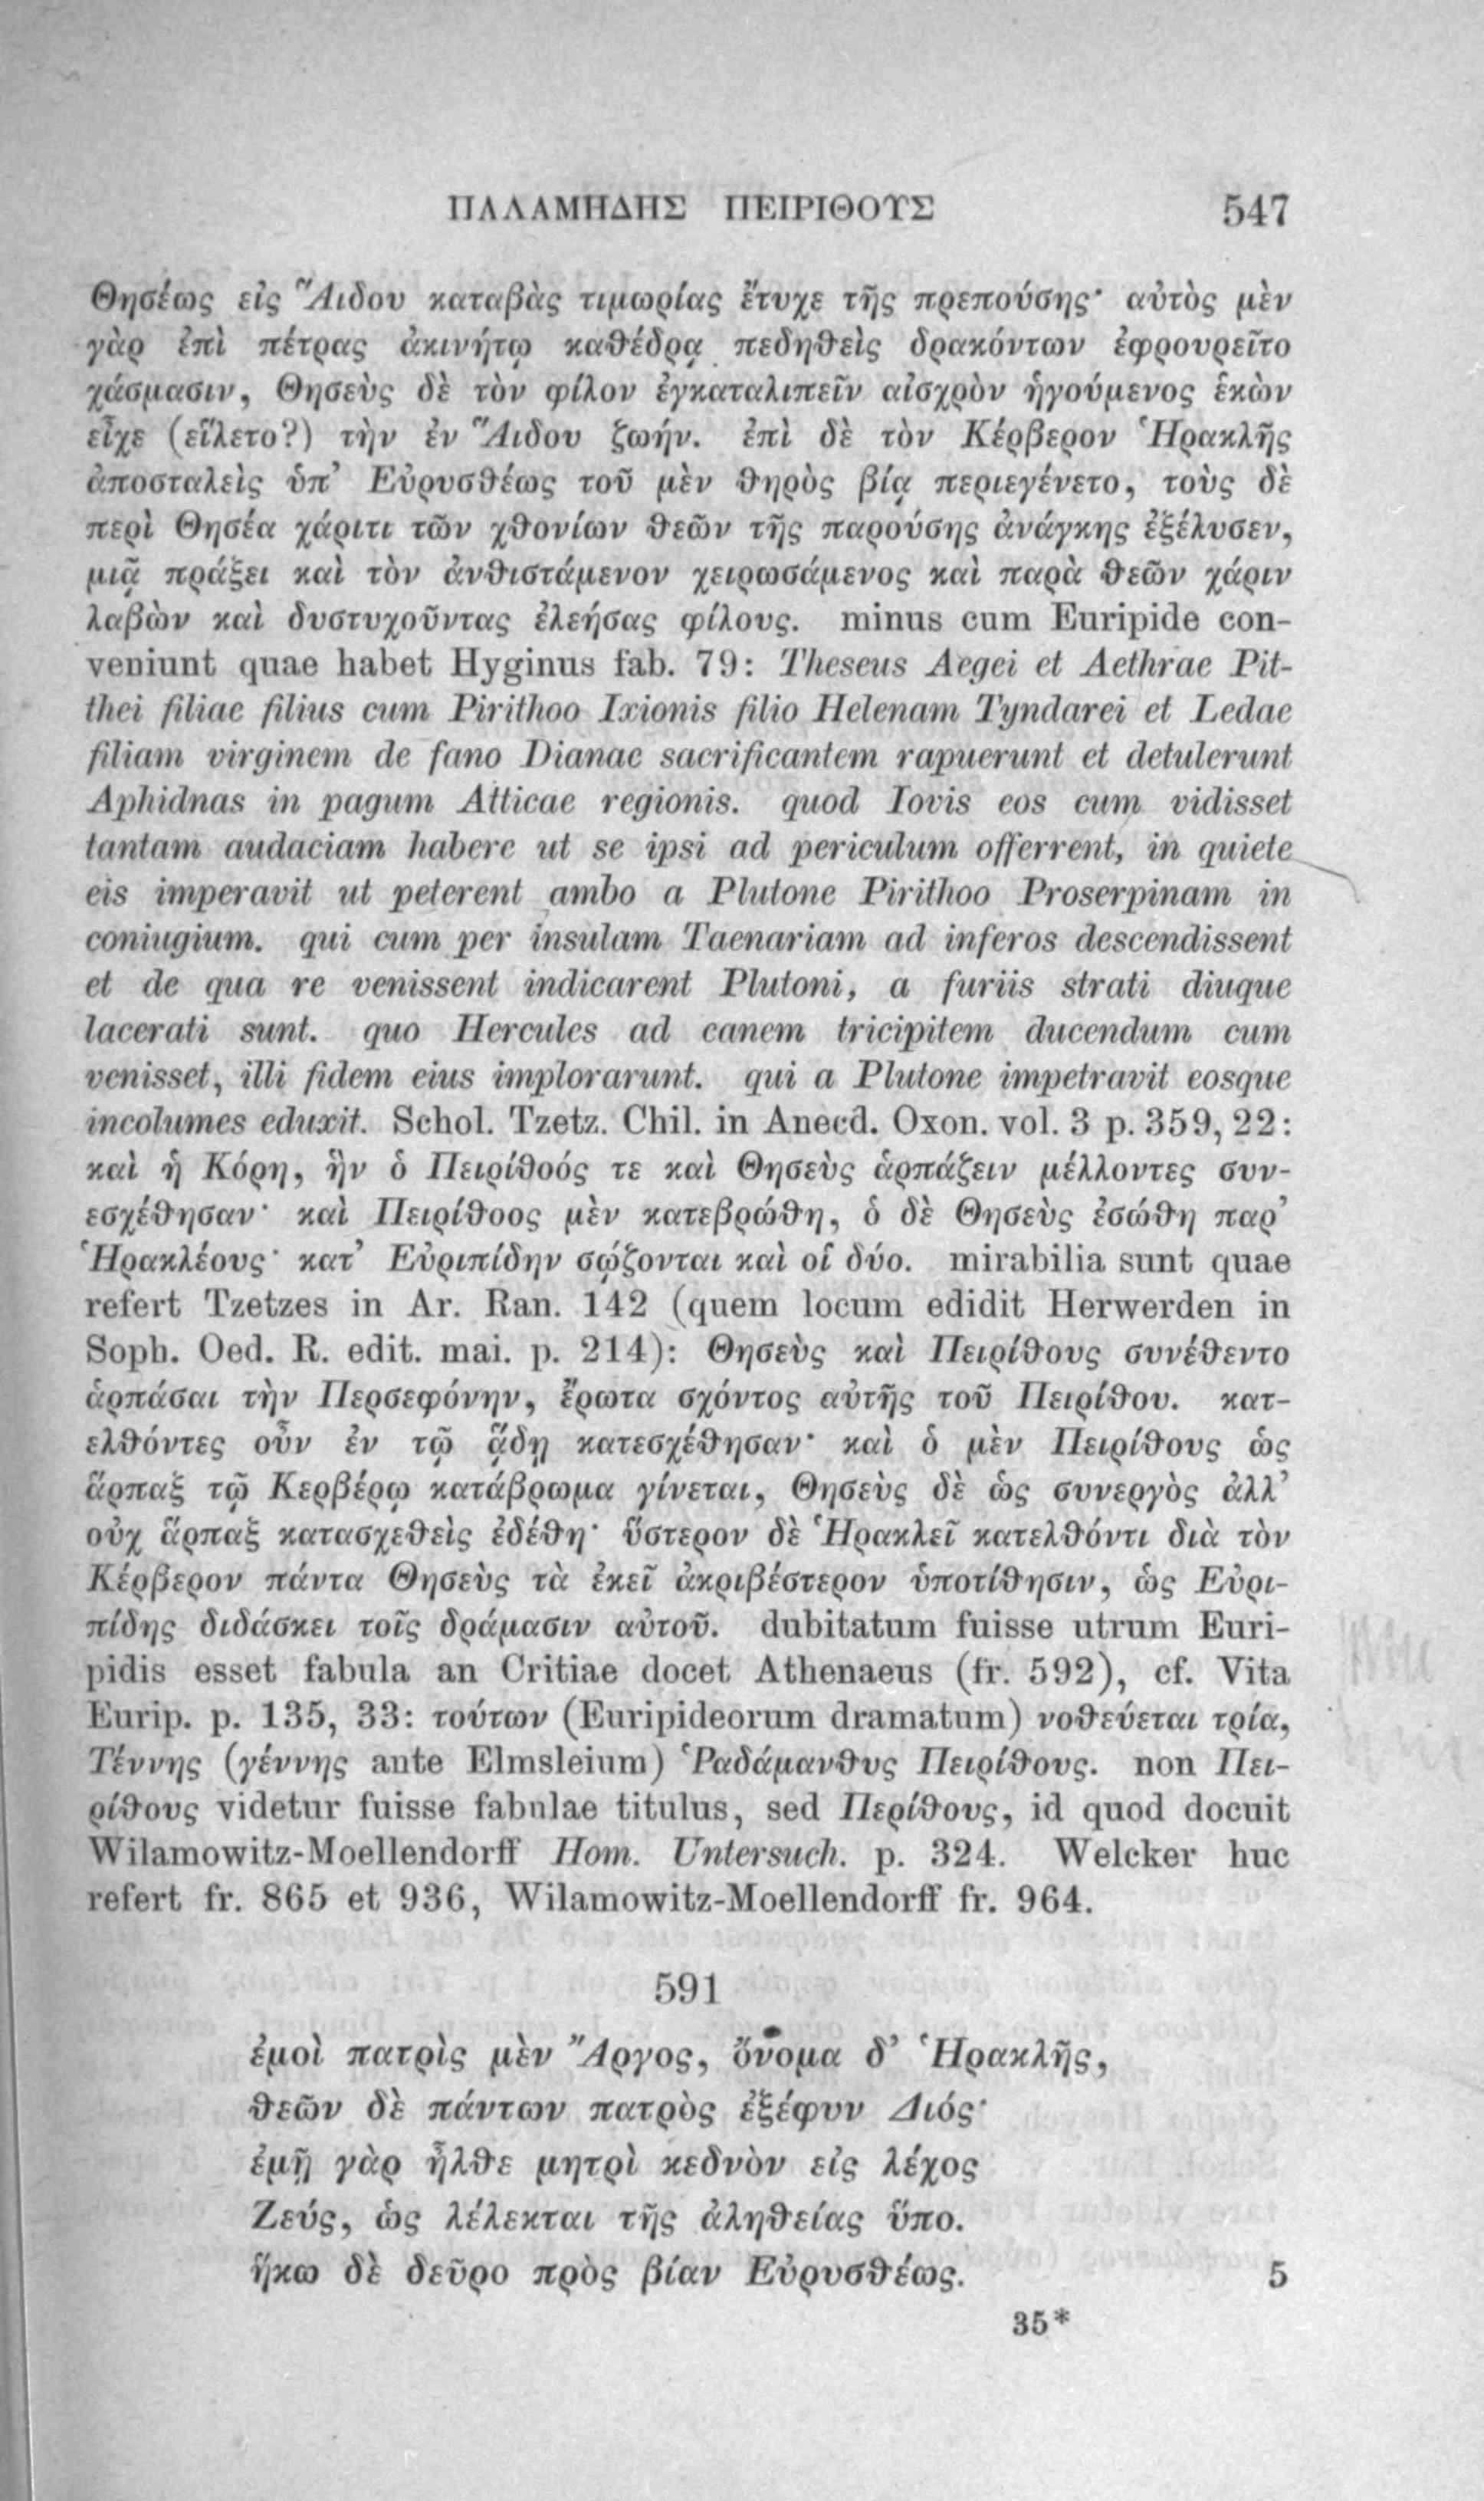 ΠΑΛΑΜΗΔΗΣ ΠΕΙΡΙΘΟΥΣ 547
Θησέως εἰς Ἅιδου καταβὰς τιμωρίας ἔτυχε τῆς πρεπούσης· αὐτὸς μὲν
γὰρ ἐπὶ πέτρας ἀκινήτῳ καθέδρᾳ πεδηθεὶς δρακόντων ἐφρουρεῖτο
χάσμασιν, Θησεὺς δὲ τὸν φίλον ἐγκαταλιπεῖν αἰσχρὸν ἡγούμενος ἑκὼν
εἶχε (εἵλετο?) τὴν ἐν Ἅιδου ζωήν. ἐπὶ δὲ τὸν Κέρβερον Ἡρακλῆς
ἀποσταλεὶς ὑπ’ Εὐρυσθέως τοῦ μὲν θηρὸς βίᾳ περιεγένετο, τοὺς δὲ
περὶ Θησέα χάριτι τῶν χθονίων θεῶν τῆς παρούσης ἀνάγκης ἐξέλυσεν,
μιᾷ πράξει καὶ τὸν ἀνθιστάμενον χειρωσάμενος καὶ παρὰ θεῶν χάριν
λαβὼν καὶ δυστυχοῦντας ἐλεήσας φίλους. minus cum Euripide con-
veniunt quae habet Hyginus fab. 79: Theseus Aegei et Aethrae Pit-
thei filiae filius cum Pirithoo Ixionis filio Helenam Tyndarei et Ledae
filiam virginem de fano Dianae sacrificantem rapuerunt et detulerunt
Aphidnas in pagum Atticae regionis. quod Iovis eos cum vidisset
tantam audaciam habere ut se ipsi ad periculum offerrent, in quiete
eis imperavit ut peterent ambo a Plutone Pirithoo Proserpinam in
coniugium. qui cum per insulam Taenariam ad inferos descendissent
et de qua re venissent indicarent Plutoni, a furiis strati diuque
lacerati sunt. quo Hercules ad canem tricipitem ducendum cum
venisset, illi fidem eius implorarunt. qui a Plutone impetravit eosque
incolumes eduxit. Schol. Tzetz. Chil. in Anecd. Oxon. vol. 3 p. 359, 22:
καὶ ἡ Κόρη, ἣν ὁ Πειρίθοός τε καὶ Θησεὺς ἁρπάζειν μέλλοντες συν-
εσχέθησαν· καὶ Πειρίθοος μὲν κατεβρώθη, ὁ δὲ Θησεὺς ἐσώθη παρ’
Ἡρακλέους· κατ’ Εὐριπίδην σῴζονται καὶ οἱ δύο. mirabilia sunt quae
refert Tzetzes in Ar. Ran. 142 (quem locum edidit Herwerden in
Soph. Oed. R. edit. mai. p. 214): Θησεὺς καὶ Πειρίθους συνέθεντο
ἁρπάσαι τὴν Περσεφόνην, ἔρωτα σχόντος αὐτῆς τοῦ Πειρίθου. κατ-
ελθόντες οὖν ἐν τῷ ᾅδῃ κατεσχέθησαν· καὶ ὁ μὲν Πειρίθους ὡς
ἅρπαξ τῷ Κερβέρῳ κατάβρωμα γίνεται, Θησεὺς δὲ ὡς συνεργὸς ἀλλ’
οὐχ ἅρπαξ κατασχεθεὶς ἐδέθη· ὕστερον δὲ Ἡρακλεῖ κατελθόντι διὰ τὸν
Κέρβερον πάντα Θησεὺς τὰ ἐκεῖ ἀκριβέστερον ὑποτίθησιν, ὡς Εὐρι-
πίδης διδάσκει τοῖς δράμασιν αὐτοῦ. dubitatum fuisse utrum Euri-
pidis esset fabula an Critiae docet Athenaeus (fr. 592), cf. Vita
Eurip. p. 135, 33: τούτων (Euripideorum dramatum) νοθεύεται τρία,
Τέννης (γέννης ante Elmsleium) Ῥαδάμανθυς Πειρίθους. non Πει-
ρίθους videtur fuisse fabulae titulus, sed Περίθους, id quod docuit
Wilamowitz-Moellendorff Hom. Untersuch. p. 324. Welcker huc
refert fr. 865 et 936, Wilamowitz-Moellendorff fr. 964.
591
ἐμοὶ πατρὶς μὲν Ἄργος, ὄνομα δ’ Ἡρακλῆς,
θεῶν δὲ πάντων πατρὸς ἐξέφυν Διός·
ἐμῇ γὰρ ἦλθε μητρὶ κεδνὸν εἰς λέχος
Ζεύς, ὡς λέλεκται τῆς ἀληθείας ὕπο.
ἥκω δὲ δεῦρο πρὸς βίαν Εὐρυσθέως. 5
35*